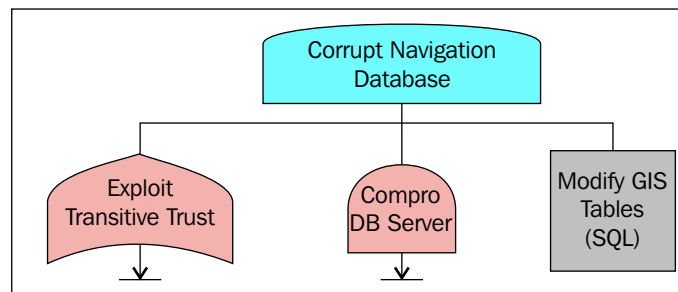 Corrupt Navigation
Database
Exploit
Transitive Trust
Compro
DB Server
Modify GIS
Tables
(SQL)